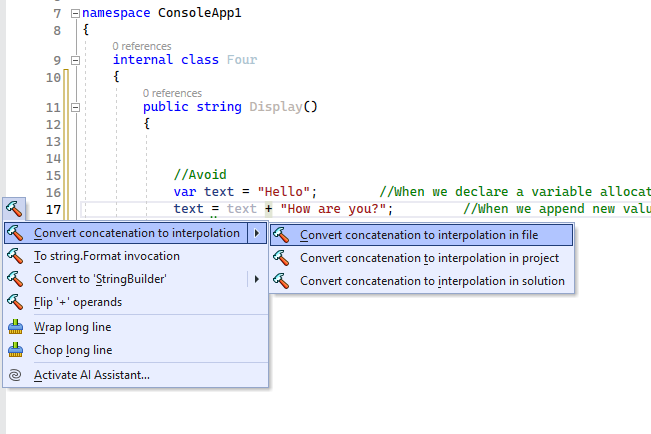 7 namespace ConsoleApp1
8 {
0 references
9 internal class Four
10 {
0 references
11 public string Display()
12 {
13
14
15 //Avoid
16 var text = "Hello"; //When we declare a variable allocat
17 text = text + "How are you?"; //When we append new valu
Convert concatenation to interpolation
To string.Format invocation
Convert to 'StringBuilder'
Flip '+' operands
Wrap long line
Chop long line
Activate AI Assistant...
Convert concatenation to interpolation in file
Convert concatenation to interpolation in project
Convert concatenation to interpolation in solution